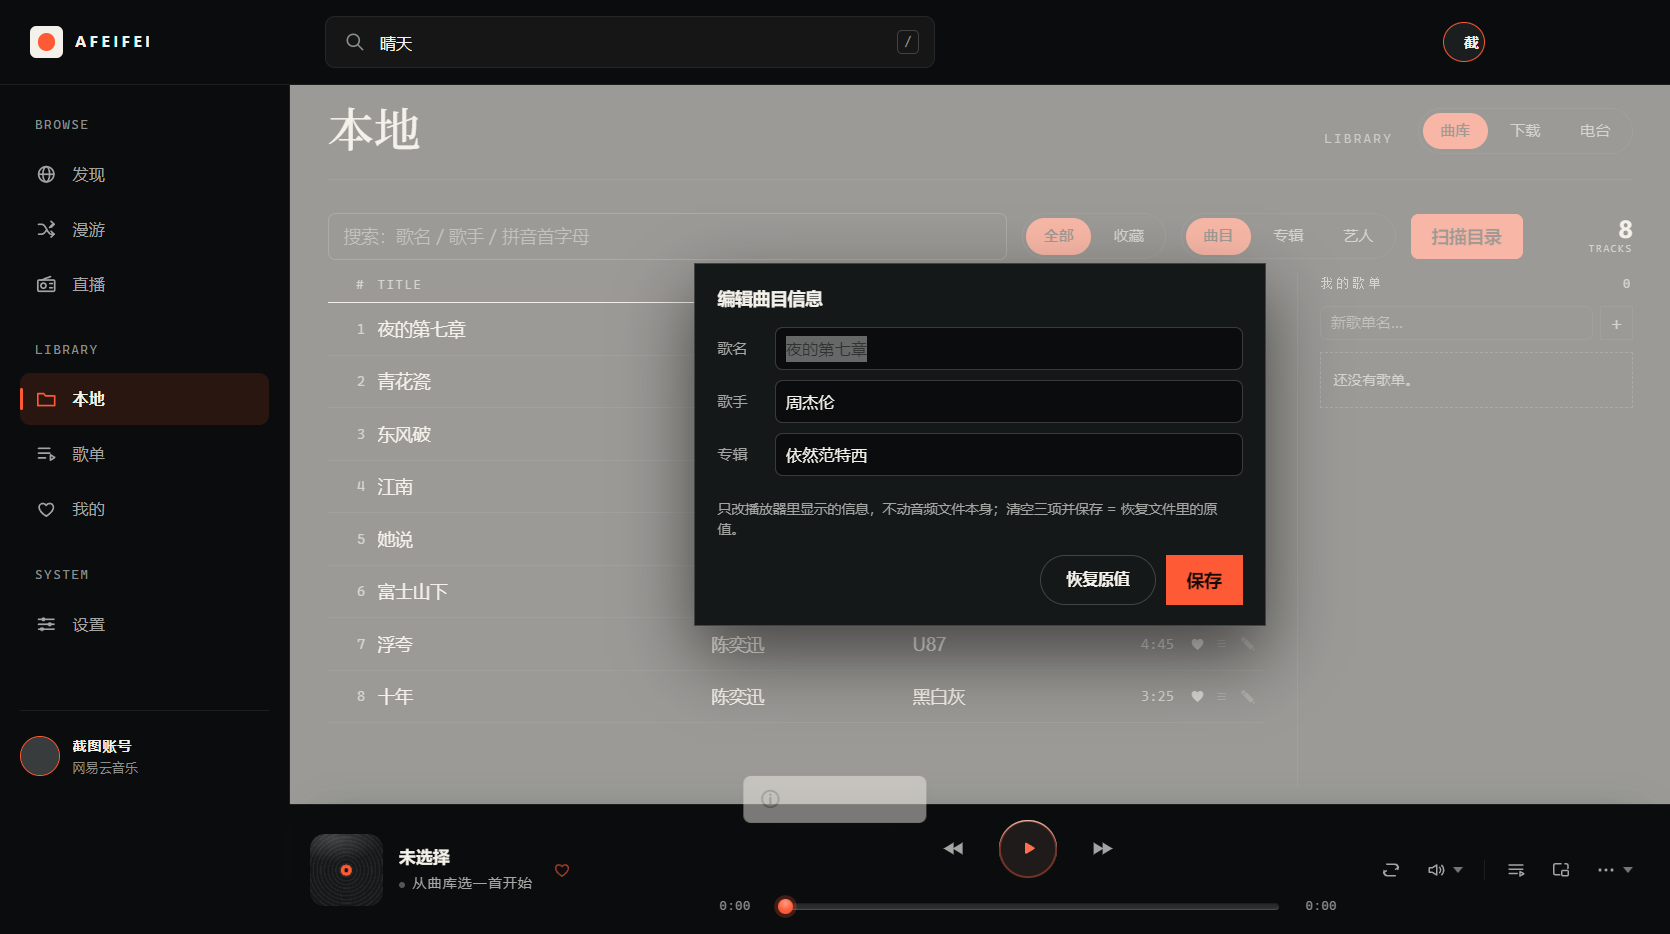 AFEIFEI
晴天
/
截
BROWSE
发现
漫游
直播
LIBRARY
本地
歌单
我的
SYSTEM
设置
截图账号
网易云音乐
本地
LIBRARY
曲库
下载
电台
搜索：歌名 / 歌手 / 拼音首字母
全部
收藏
曲目
专辑
艺人
扫描目录
8
TRACKS
# TITLE
1 夜的第七章
2 青花瓷
3 东风破
4 江南
5 她说
6 富士山下
7 浮夸 陈奕迅 U87 4:45
8 十年 陈奕迅 黑白灰 3:25
编辑曲目信息
歌名 夜的第七章
歌手 周杰伦
专辑 依然范特西
只改播放器里显示的信息，不动音频文件本身；清空三项并保存 = 恢复文件里的原
值。
恢复原值
保存
我的歌单 0
新歌单名...
+
还没有歌单。
未选择
从曲库选一首开始
0:00
0:00